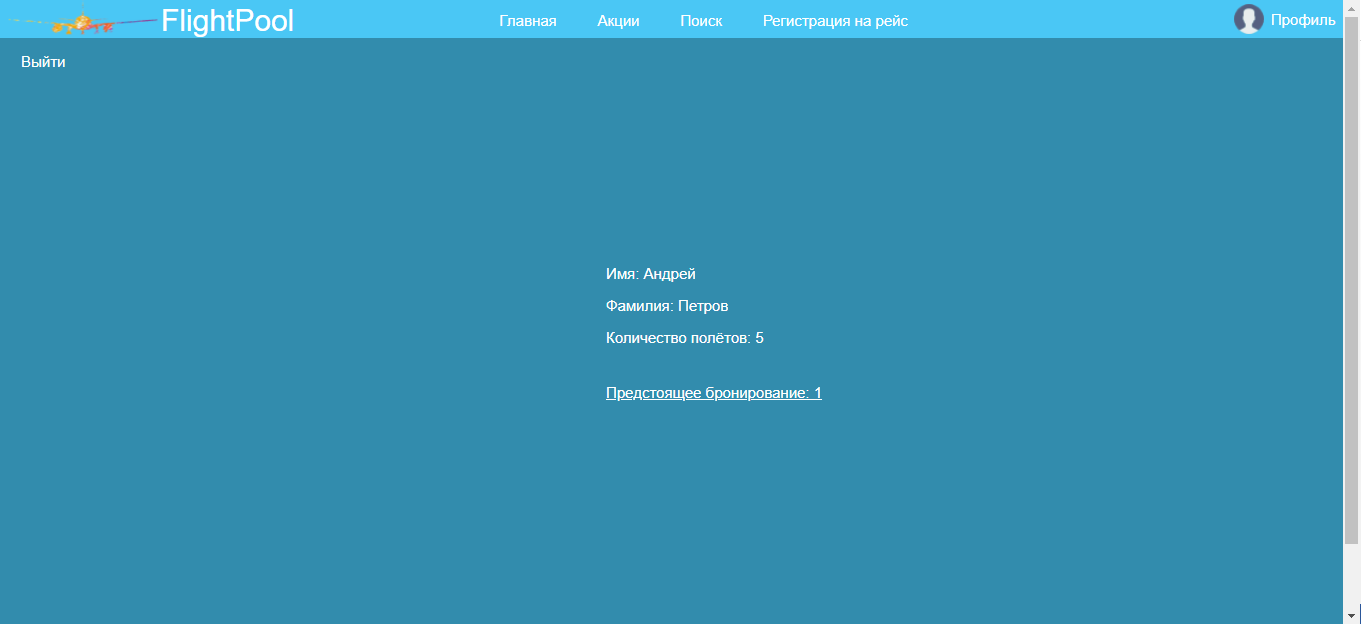 FlightPool
Главная Акции Поиск Регистрация на рейс
Профиль
Выйти
Имя: Андрей
Фамилия: Петров
Количество полётов: 5
Предстоящее бронирование: 1